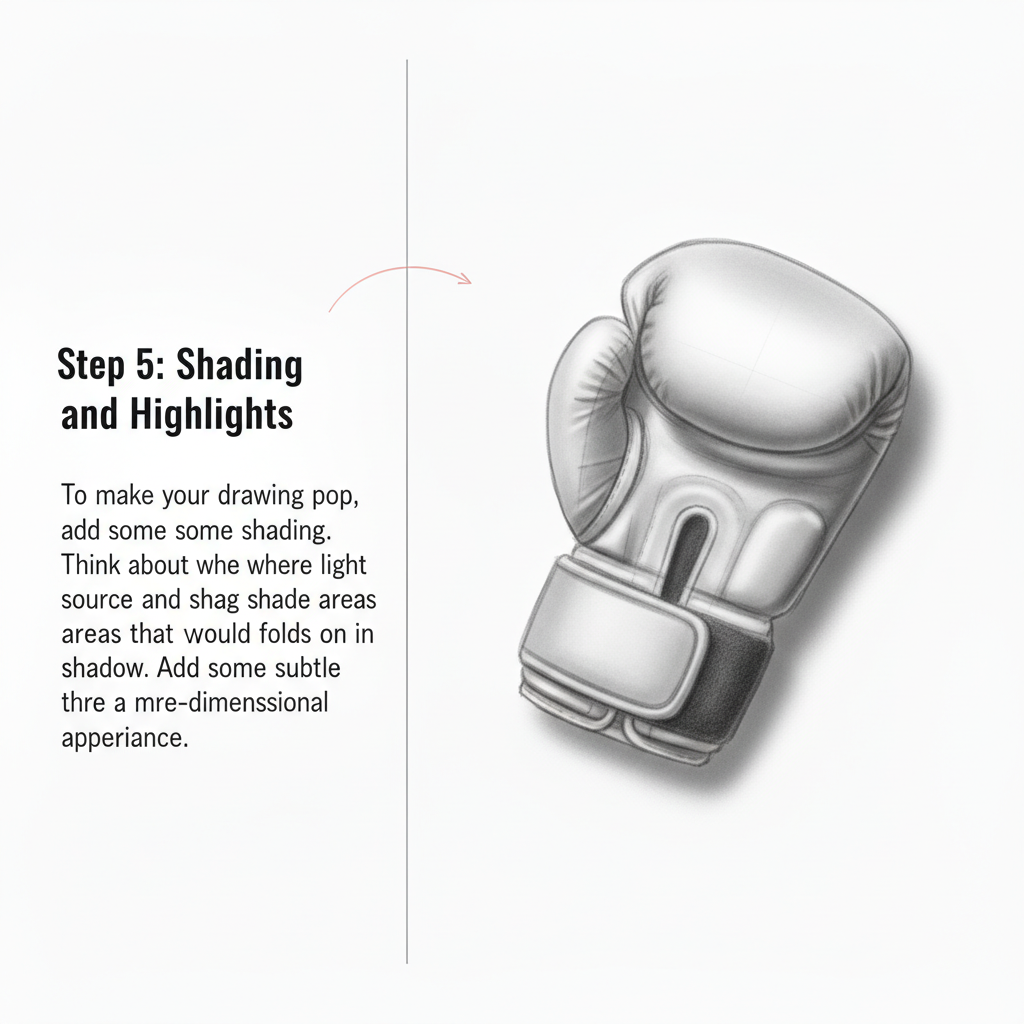 Step 5: Shading
and Highlights
To make your drawing pop,
add some some shading.
Think about whe where light
source and shag shade areas
areas that would folds on in
shadow. Add some subtle
thre a mre-dimenssional
apperiance.